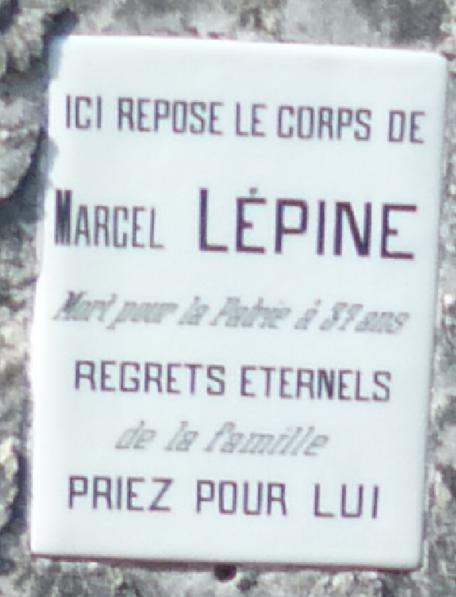 ICI REPOSE LE CORPS DE
MARCEL LÉPINE
Mort pour la Patrie à ans
REGRETS ETERNELS
de la famille
PRIEZ POUR LUI